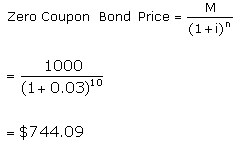 Zero Coupon Bond Price = M
(1+i)n
= 1000
(1+0.03)10
= $744.09